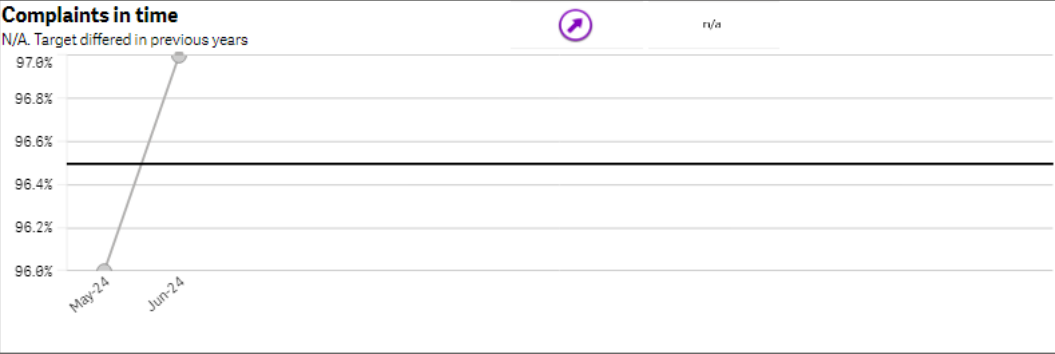 Complaints in time
n/a
N/A. Target differed in previous years
97.0%
96.8%
96.6%
96.4%
96.2%
96.0%
May-24
Jun-24